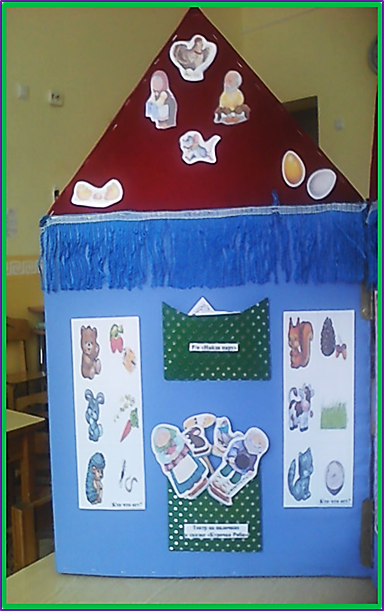 Р/и «Найди пару»
Кто что ест?
Кто что ест?
Театр на палочках
по сказке «Курочка Ряба»